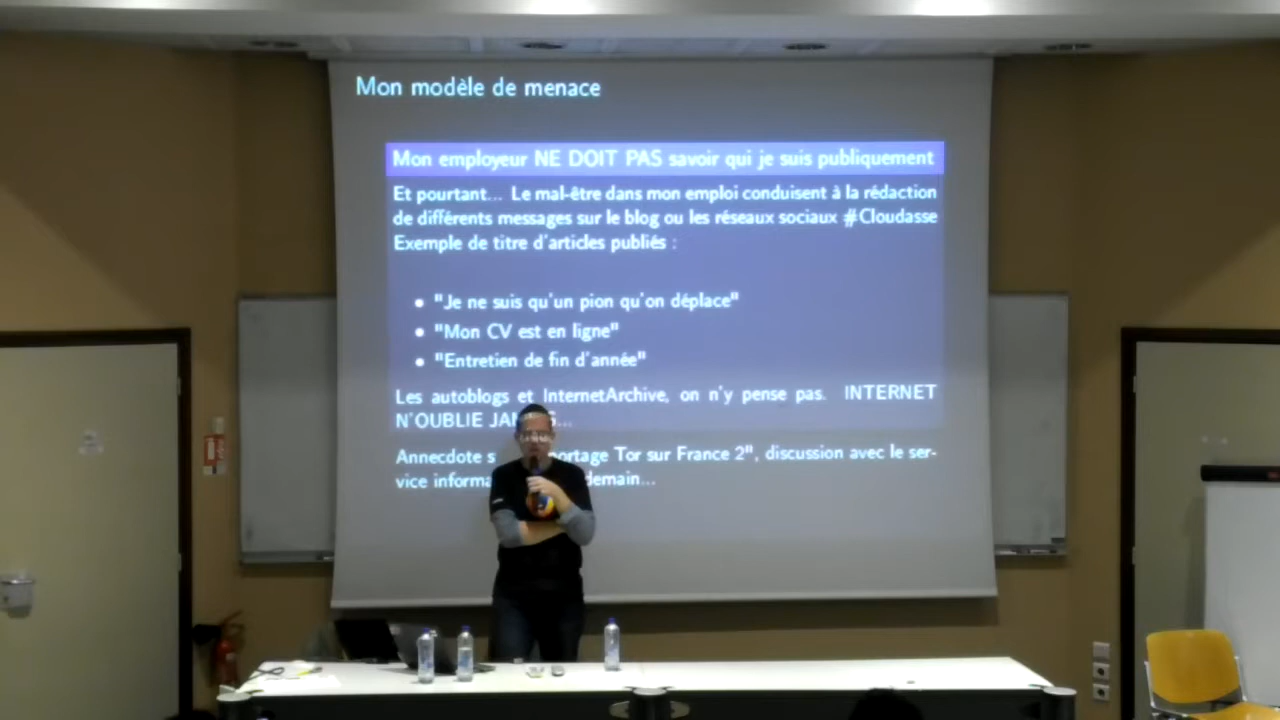 Mon modèle de menace
Mon employeur NE DOIT PAS savoir qui je suis publiquement
Et pourtant... Le mal-être dans mon emploi conduisent à la rédaction
de différents messages sur le blog ou les réseaux sociaux #Cloudasse
Exemple de titre d'articles publiés :
"Je ne suis qu'un pion qu'on déplace"
"Mon CV est en ligne"
"Entretien de fin d'année"
Les autoblogs et InternetArchive, on n'y pense pas. INTERNET
N'OUBLIE
Annecdote Tor sur France 2", discussion avec le ser-
vice demain...